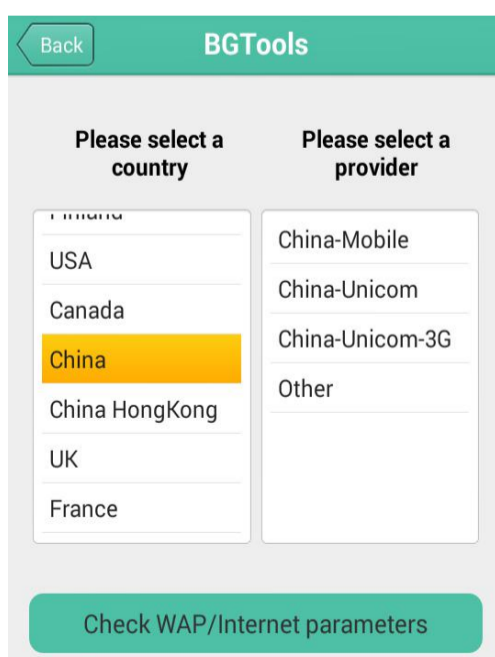 Back
BGTools
Please select a
country
Please select a
provider
Finland
USA
Canada
China
China HongKong
UK
France
China-Mobile
China-Unicom
China-Unicom-3G
Other
Check WAP/Internet parameters